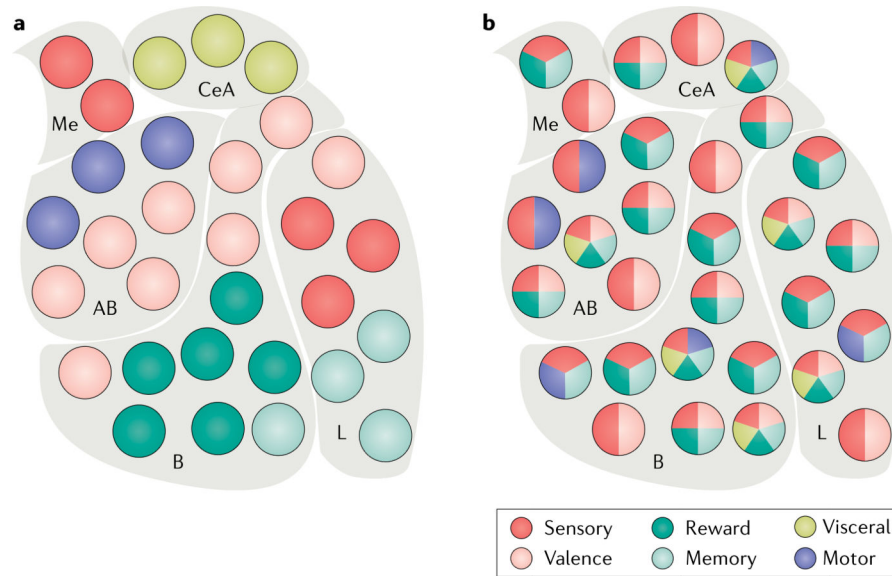 a
CeA
Me
AB
B
L
b
CeA
Me
AB
B
L
Sensory
Reward
Visceral
Valence
Memory
Motor